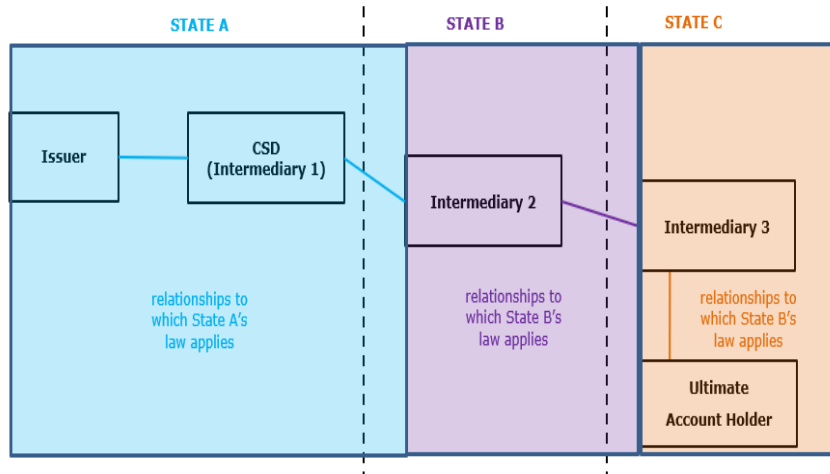 STATE A
STATE B
STATE C
Issuer
CSD
(Intermediary 1)
Intermediary 2
Intermediary 3
relationships to
which State A's
law applies
relationships to
which State B's
law applies
relationships to
which State B's
law applies
Ultimate
Account Holder